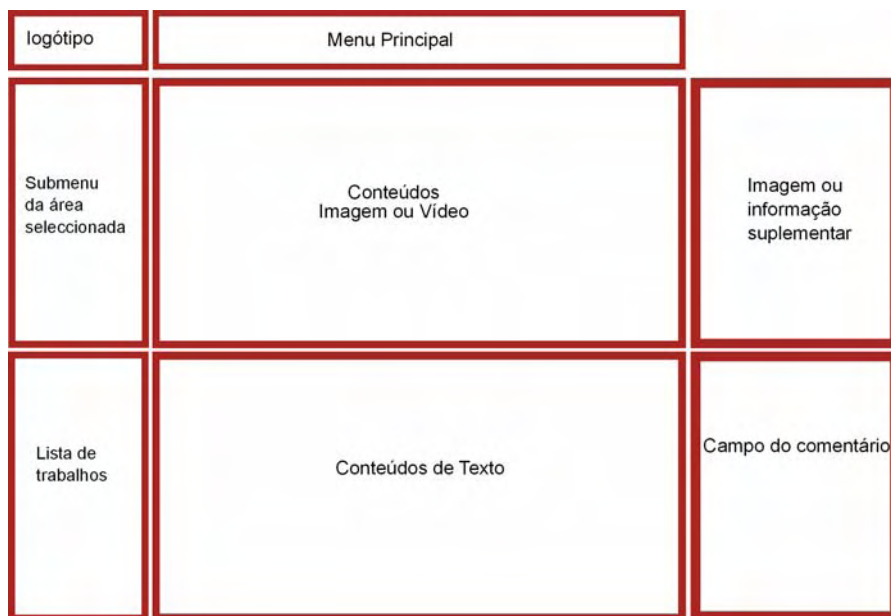 logótipo
Menu Principal
Submenu
da área
seleccionada
Conteúdos
Imagem ou Vídeo
Imagem ou
informação
suplementar
Lista de
trabalhos
Conteúdos de Texto
Campo do comentário